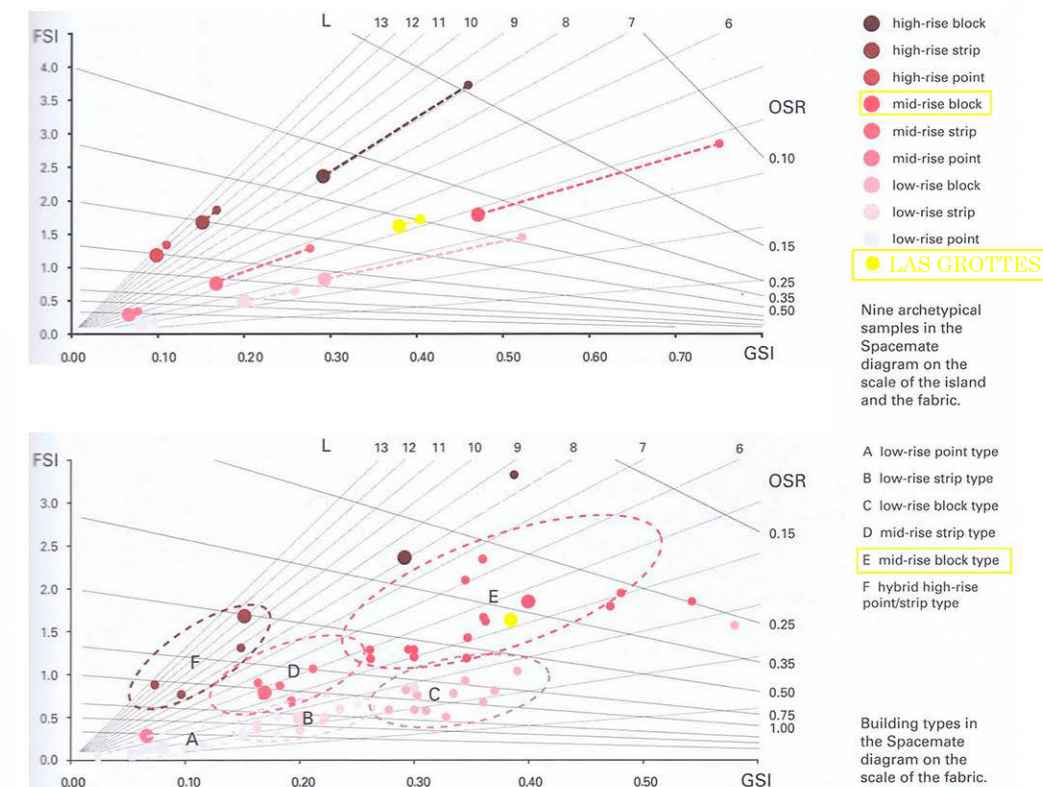 L 13 12 11 10 9 8 7 6
FSI
4.0
3.5
3.0
2.5
2.0
1.5
1.0
0.5
0.0
0.00 0.10 0.20 0.30 0.40 0.50 0.60 0.70
GSI
OSR
0.10
0.15
0.25
0.35
0.50
high-rise block
high-rise strip
high-rise point
mid-rise block
mid-rise strip
mid-rise point
low-rise block
low-rise strip
low-rise point
LAS GROTTES
Nine archetypical
samples in the
Spacemate
diagram on the
scale of the island
and the fabric.
L 13 12 11 10 9 8 7 6
FSI
3.0
2.5
2.0
1.5
1.0
0.5
0.0
0.00 0.10 0.20 0.30 0.40 0.50
GSI
OSR
0.15
0.25
0.35
0.50
0.75
1.00
E
F
D
C
B
A
A low-rise point type
B low-rise strip type
C low-rise block type
D mid-rise strip type
E mid-rise block type
F hybrid high-rise
point/strip type
Building types in
the Spacemate
diagram on the
scale of the fabric.